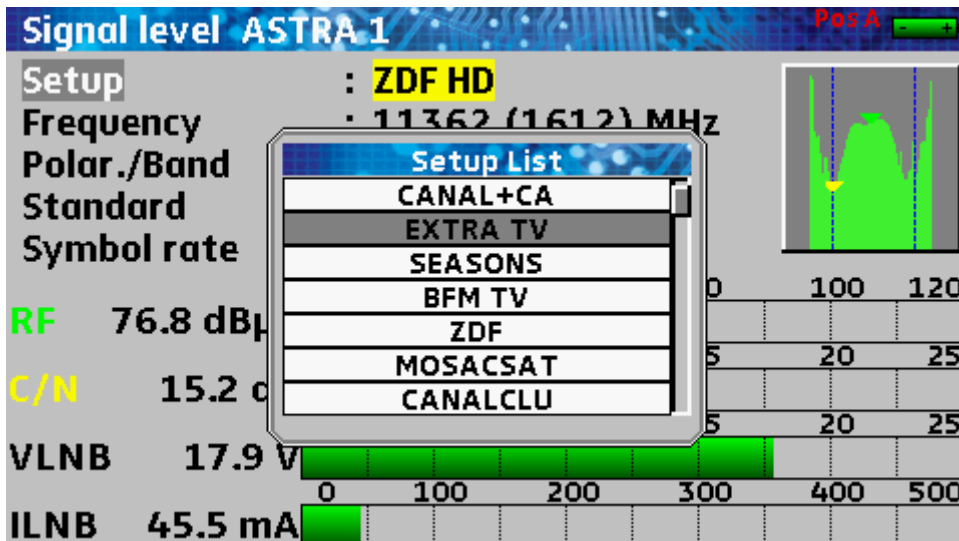 Signal level ASTRA 1 Pos A - +
Setup : ZDF HD
Frequency : 11362 (1612) MHz
Polar./Band
Standard
Symbol rate
Setup List
CANAL+CA
EXTRA TV
SEASONS
BFM TV
ZDF
MOSACSAT
CANALCLU
100 120
RF 76.8 dBµ
20 25
C/N 15.2
20 25
VLNB 17.9 V
0 100 200 300 400 500
ILNB 45.5 mA